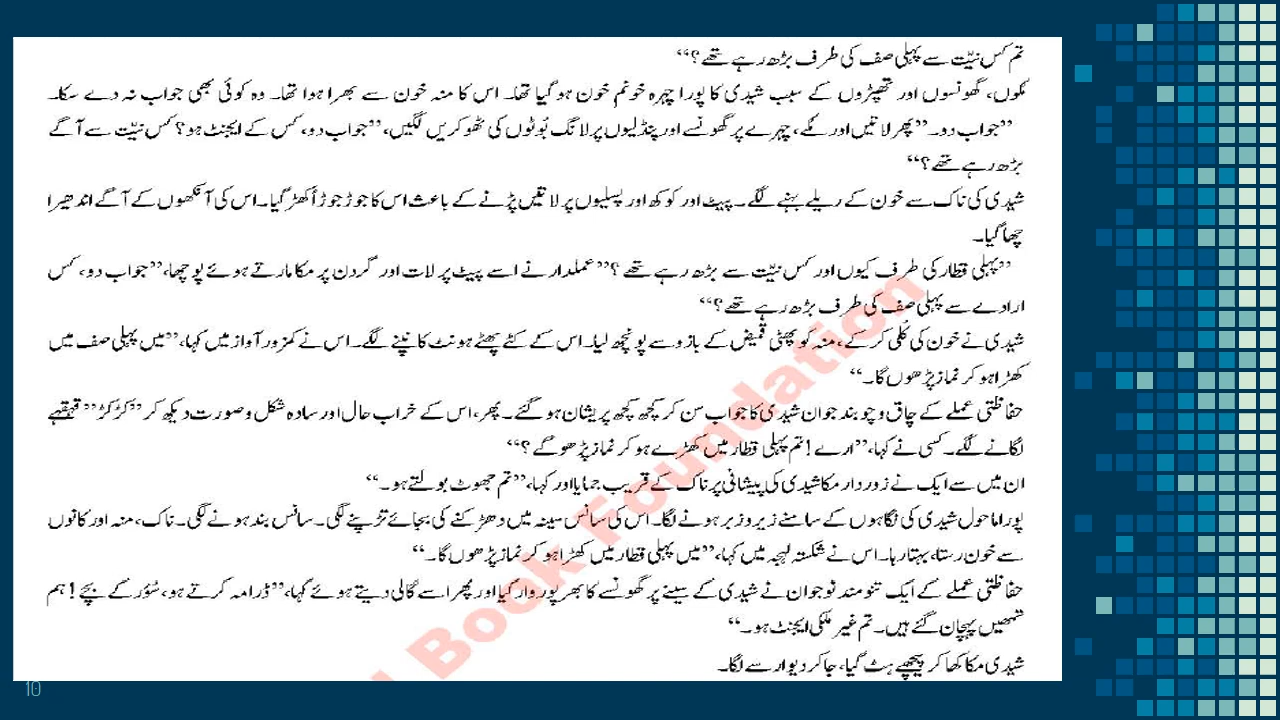 تم کس نیّت سے پہلی صف کی طرف بڑھ رہے تھے؟‘‘
مکوں، گھونسوں اور تھپڑوں کے سبب شیدی کا پورا چہرہ خونم خون ہوگیا تھا۔ اس کا منہ خون سے بھرا ہوا تھا۔ وہ کوئی بھی جواب نہ دے سکا۔
’’جواب دو۔‘‘ پھر لاتیں اور مکے، چہرے پر گھونسے اور پنڈلیوں پر لانگ بُوٹوں کی ٹھوکریں لگیں، ’’جواب دو، کس کے ایجنٹ ہو؟ کس نیّت سے آگے
بڑھ رہے تھے؟‘‘
شیدی کی ناک سے خون کے ریلے بہنے لگے۔ پیٹ اور کوکھ اور پسلیوں پر لاتیں پڑنے کے باعث اس کا جوڑ جوڑ اُکھڑ گیا۔ اس کی آنکھوں کے آگے اندھیرا
چھا گیا۔
’’پہلی قطار کی طرف کیوں اور کس نیّت سے بڑھ رہے تھے؟‘‘ عملدار نے اسے پیٹ پر لات اور گردن پر مکا مارتے ہوئے پوچھا، ’’جواب دو، کس
ارادے سے پہلی صف کی طرف بڑھ رہے تھے؟‘‘
شیدی نے خون کی کُلی کر کے، منہ کو پھٹی قمیض کے بازو سے پونچھ لیا۔ اس کے کٹے پھٹے ہونٹ کانپنے لگے۔ اس نے کمزور آواز میں کہا، ’’میں پہلی صف میں
کھڑا ہو کر نماز پڑھوں گا۔‘‘
حفاظتی عملے کے چاق و چوبند جوان شیدی کا جواب سن کر کچھ کچھ پریشان ہو گئے۔ پھر، اس کے خراب حال اور سادہ شکل و صورت دیکھ کر ’’کڑکڑ‘‘ قہقہے
لگانے لگے۔ کسی نے کہا، ’’ارے! تم پہلی قطار میں کھڑے ہو کر نماز پڑھو گے؟‘‘
ان میں سے ایک نے زوردار مکا شیدی کی پیشانی پر ناک کے قریب جمایا اور کہا، ’’تم جھوٹ بولتے ہو۔‘‘
پورا ماحول شیدی کی نگاہوں کے سامنے زیر و زبر ہونے لگا۔ اس کی سانس سینہ میں دھڑکنے کی بجائے تڑپنے لگی۔ سانس بند ہونے لگی۔ ناک، منہ اور کانوں
سے خون رستا، بہتا رہا۔ اس نے شکستہ لہجہ میں کہا، ’’میں پہلی قطار میں کھڑا ہو کر نماز پڑھوں گا۔‘‘
حفاظتی عملے کے ایک تنومند نوجوان نے شیدی کے سینے پر گھونسے کا بھرپور وار کیا اور پھر اسے گالی دیتے ہوئے کہا، ’’ڈرامہ کرتے ہو، سُؤر کے بچے! ہم
تمھیں پہچان گئے ہیں۔ تم غیر ملکی ایجنٹ ہو۔‘‘
شیدی مکا کھا کر پیچھے ہٹ گیا، جا کر دیوار سے لگا۔
Book Foundation
10